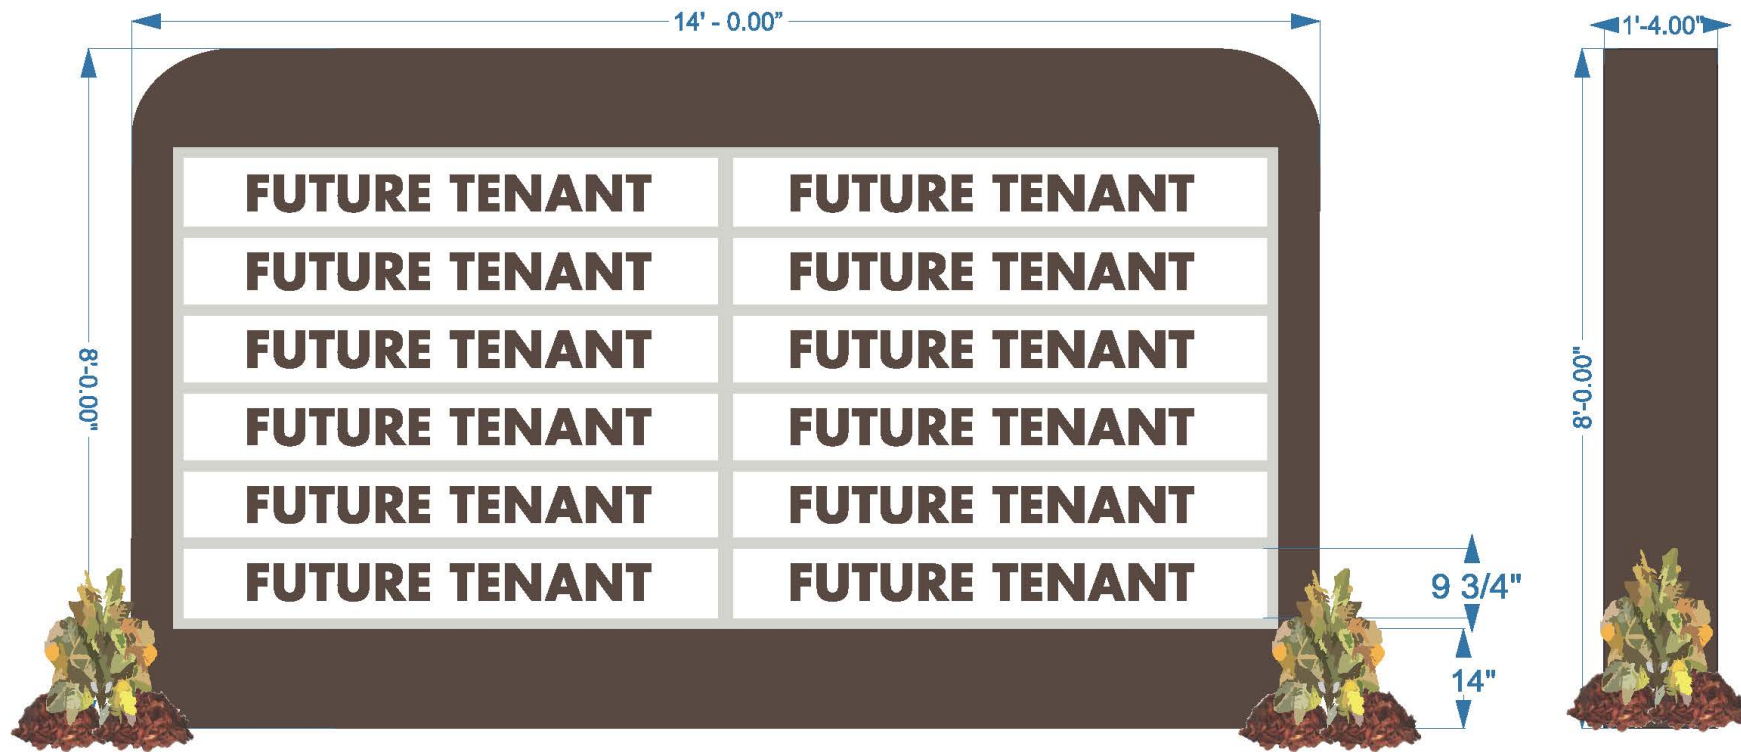 14' - 0.00"
1'-4.00"
8'-0.00"
8'-0.00"
FUTURE TENANT FUTURE TENANT
FUTURE TENANT FUTURE TENANT
FUTURE TENANT FUTURE TENANT
FUTURE TENANT FUTURE TENANT
FUTURE TENANT FUTURE TENANT
FUTURE TENANT FUTURE TENANT
9 3/4"
14"